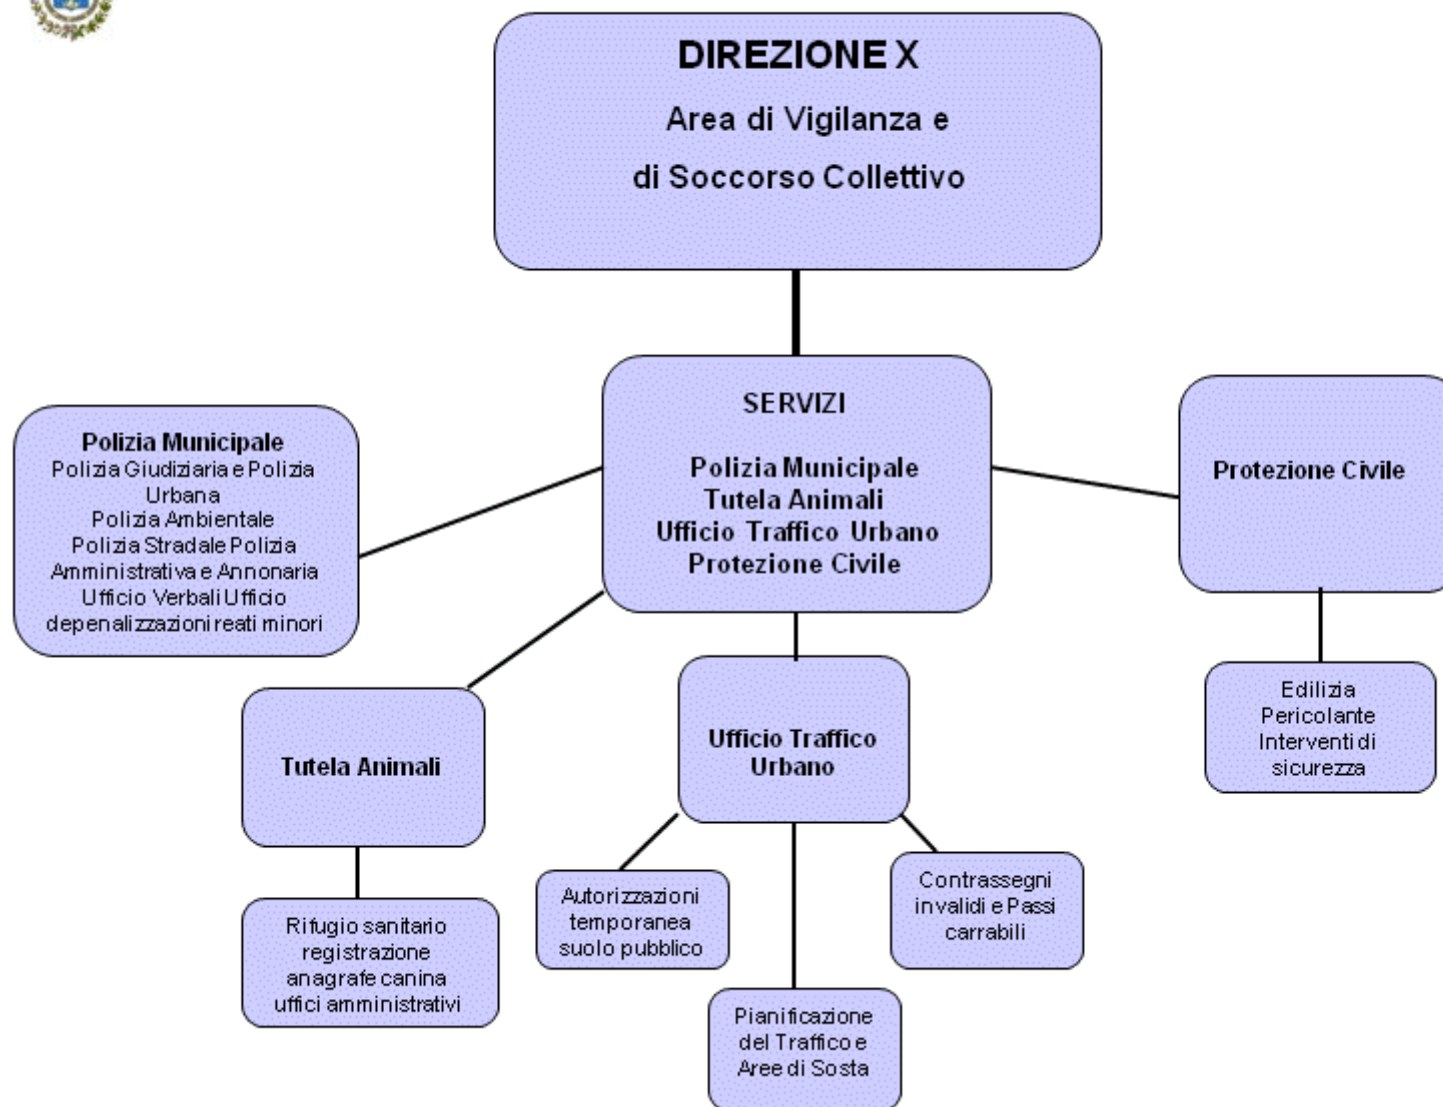 DIREZIONE X
Area di Vigilanza e
di Soccorso Collettivo
SERVIZI
Polizia Municipale
Tutela Animali
Ufficio Traffico Urbano
Protezione Civile
Polizia Municipale
Polizia Giudiziaria e Polizia
Urbana
Polizia Ambientale
Polizia Stradale Polizia
Amministrativa e Annonaria
Ufficio Verbali Ufficio
depenalizzazioni reati minori
Protezione Civile
Edilizia
Pericolante
Interventi di
sicurezza
Tutela Animali
Rifugio sanitario
registrazione
anagrafe canina
uffici amministrativi
Ufficio Traffico
Urbano
Autorizzazioni
temporanea
suolo pubblico
Pianificazione
del Traffico e
Aree di Sosta
Contrassegni
invalidi e Passi
carrabili